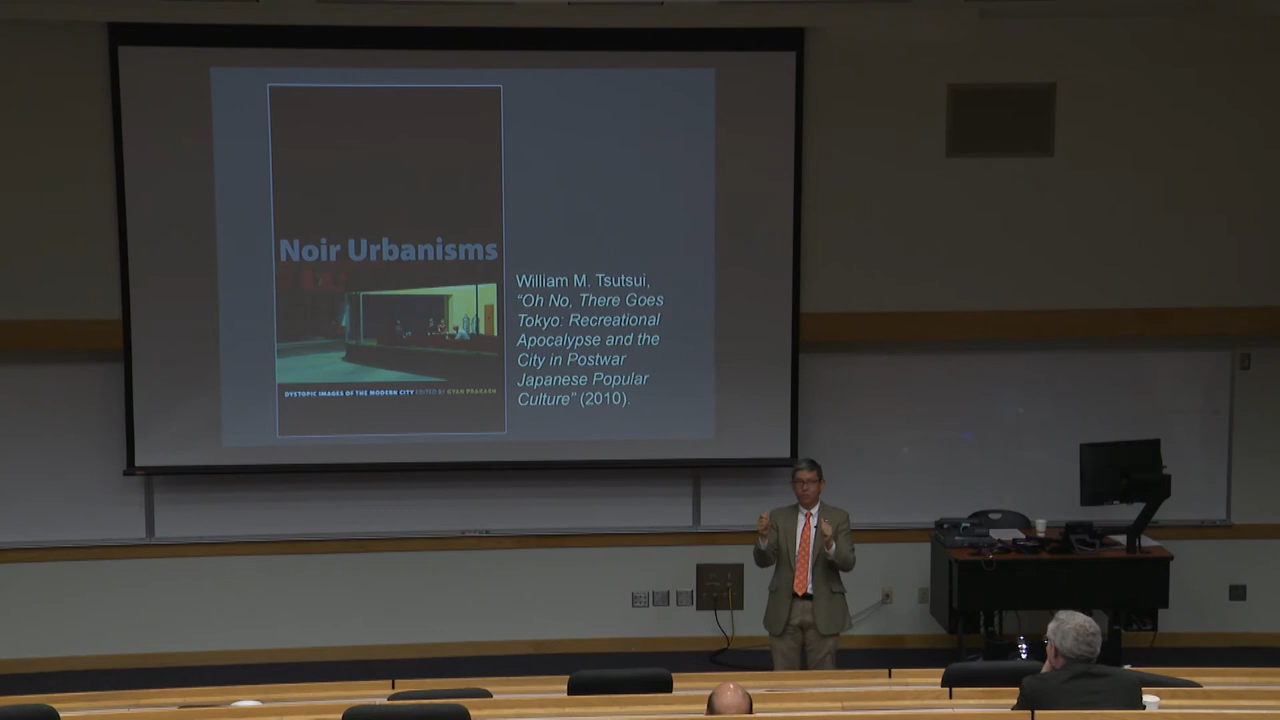 Noir Urbanisms
DYSTOPIC IMAGES OF THE MODERN CITY EDITED BY GYAN PRAKASH
William M. Tsutsui,
“Oh No, There Goes
Tokyo: Recreational
Apocalypse and the
City in Postwar
Japanese Popular
Culture” (2010).